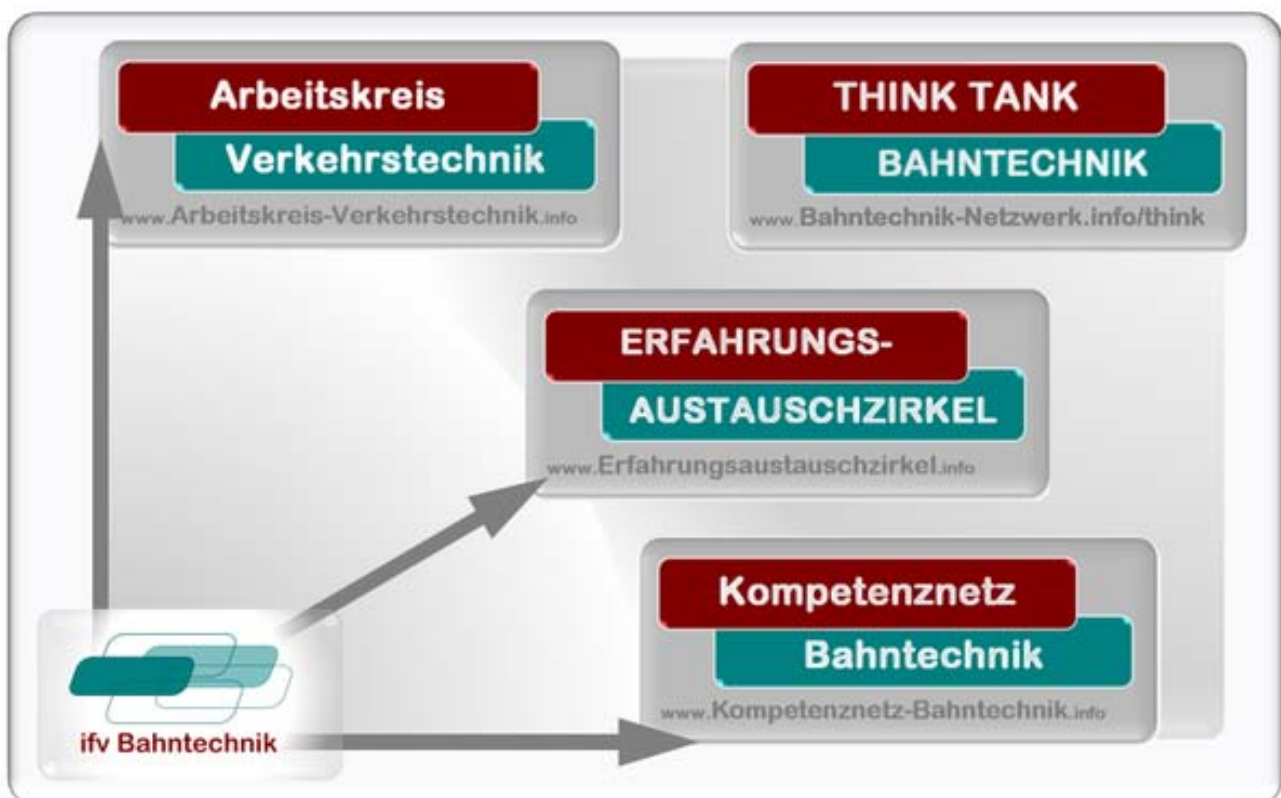 Arbeitskreis
Verkehrstechnik
www.Arbeitskreis-Verkehrstechnik.info
THINK TANK
BAHNTECHNIK
www.Bahntechnik-Netzwerk.info/think
ERFAHRUNGS-
AUSTAUSCHZIRKEL
www.Erfahrungsaustauschzirkel.info
Kompetenznetz
Bahntechnik
www.Kompetenznetz-Bahntechnik.info
ifv Bahntechnik